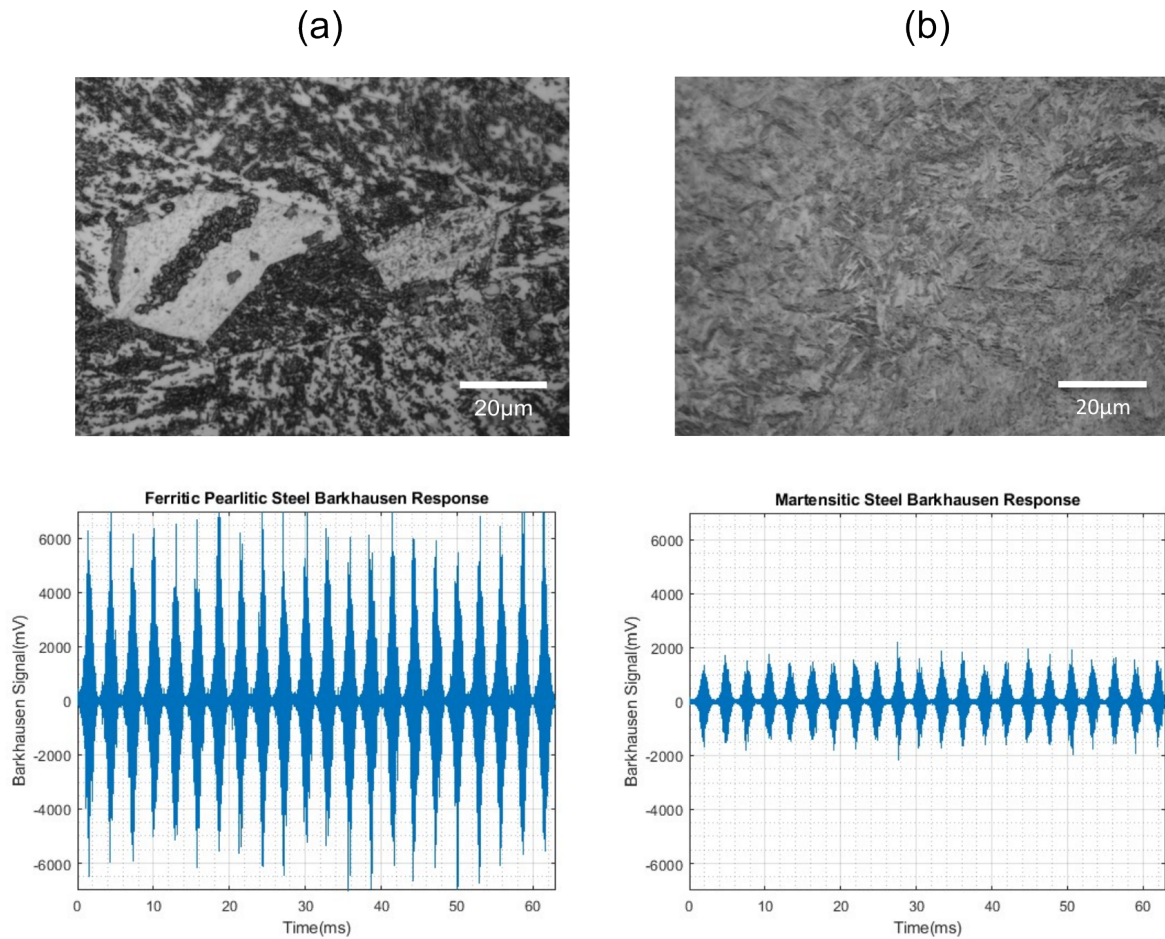 (a)
(b)
20μm
20μm
Ferritic Pearlitic Steel Barkhausen Response
6000
4000
2000
0
-2000
-4000
-6000
Barkhausen Signal(mV)
0 10 20 30 40 50 60
Time(ms)
Martensitic Steel Barkhausen Response
6000
4000
2000
0
-2000
-4000
-6000
Barkhausen Signal(mV)
0 10 20 30 40 50 60
Time(ms)